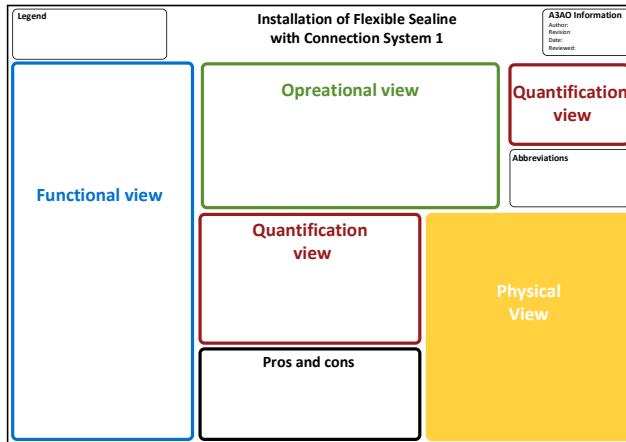 Legend
Installation of Flexible Sealine
with Connection System 1
A3AO Information
Author:
Revision
Date:
Reviewed:
Functional view
Opreational view
Quantification
view
Abbreviations
Quantification
view
Physical
View
Pros and cons